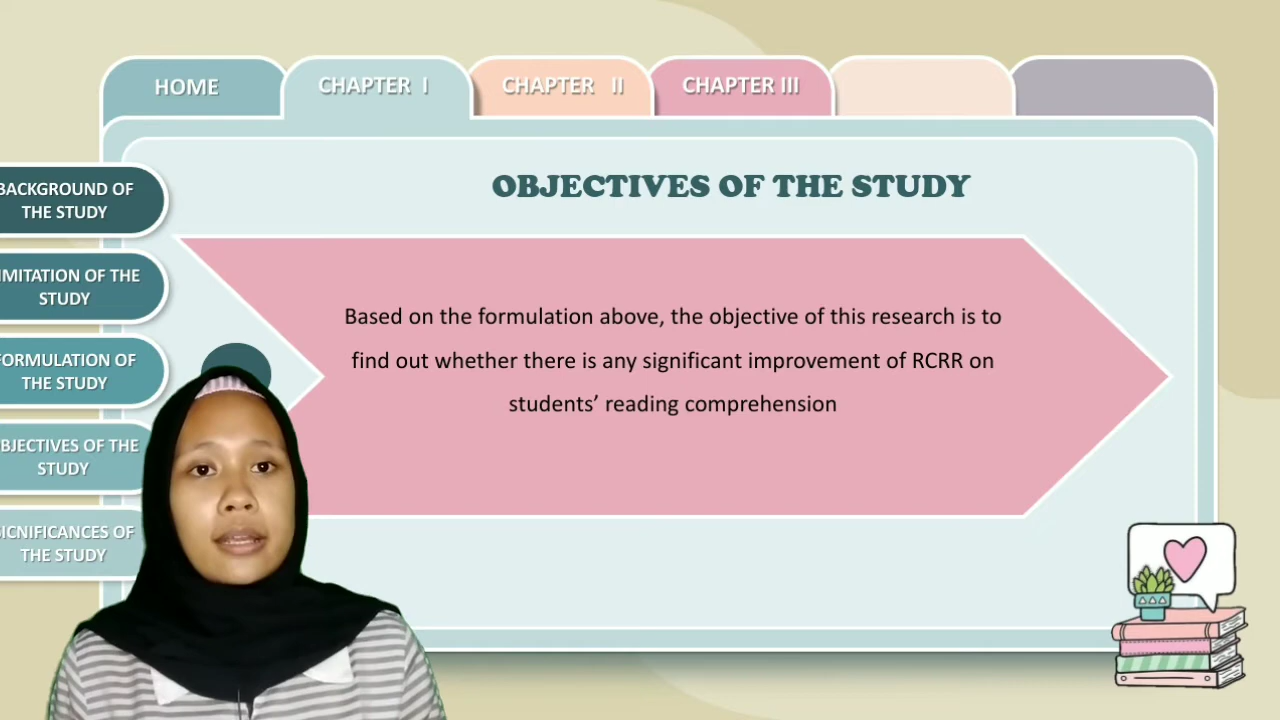 HOME
CHAPTER I
CHAPTER II
CHAPTER III
OBJECTIVES OF THE STUDY
BACKGROUND OF
THE STUDY
IMITATION OF THE
STUDY
FORMULATION OF
THE STUDY
BJECTIVES OF THE
STUDY
SICNIFICANCES OF
THE STUDY
Based on the formulation above, the objective of this research is to
find out whether there is any significant improvement of RCRR on
students’ reading comprehension